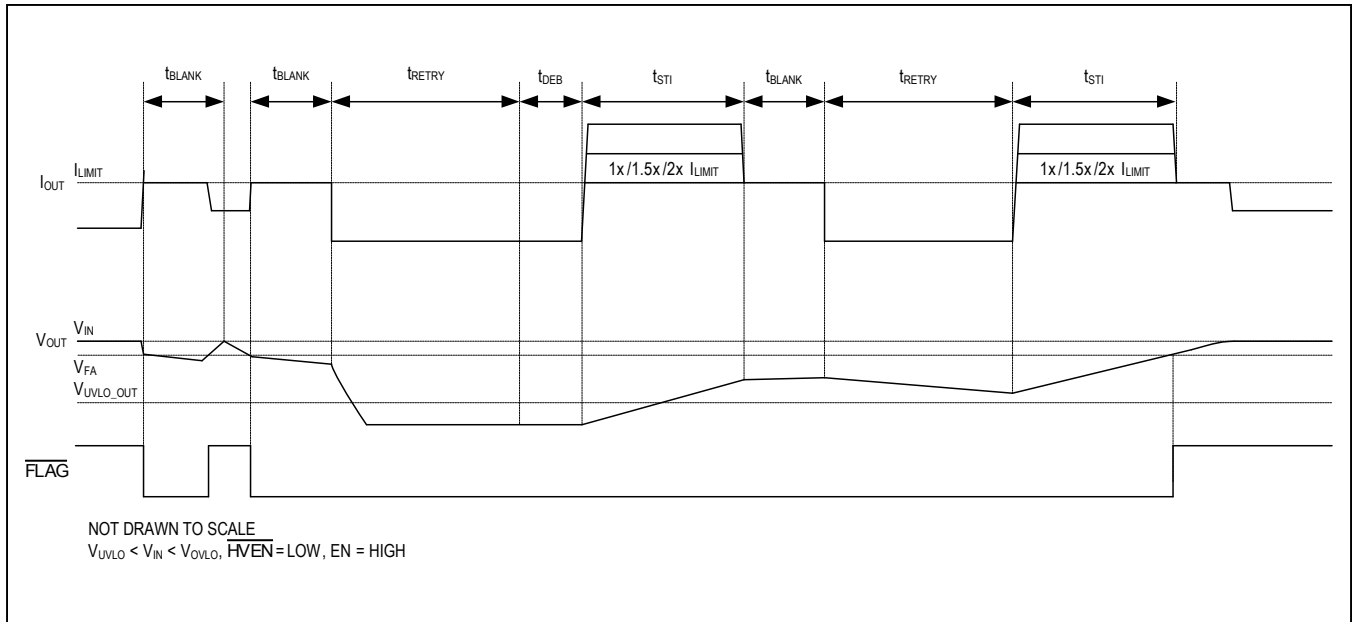 tBLANK tBLANK tRETRY tDEB tSTI tBLANK tRETRY tSTI
ILIMIT
IOUT
1x/1.5x/2x ILIMIT 1x/1.5x/2x ILIMIT
VIN
VOUT
VFA
VUVLO_OUT
FLAG
NOT DRAWN TO SCALE
VUVLO < VIN < VOVLO, HVEN = LOW, EN = HIGH